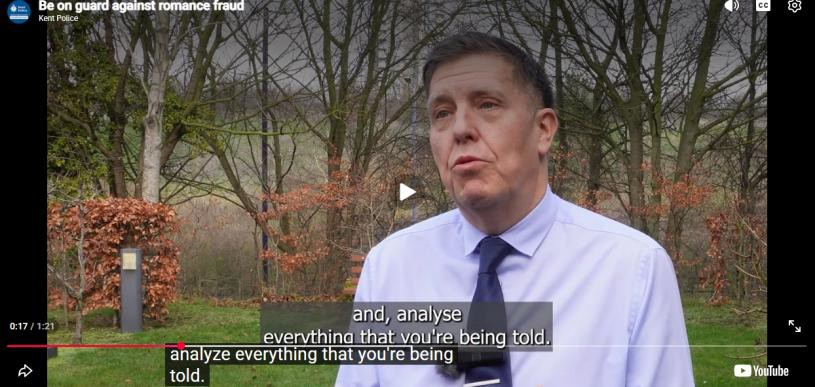 Be on guard against romance fraud
Kent Police
CC
and, analyse
everything that you're being told.
0:17 / 1:21
analyze everything that you're being
told.
YouTube